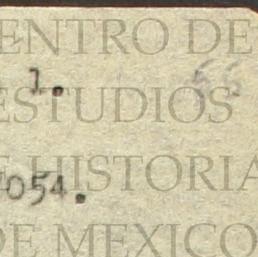 ENTRO DE
1.
ESTUDIOS
E HISTORIA
054.
DE MEXICO